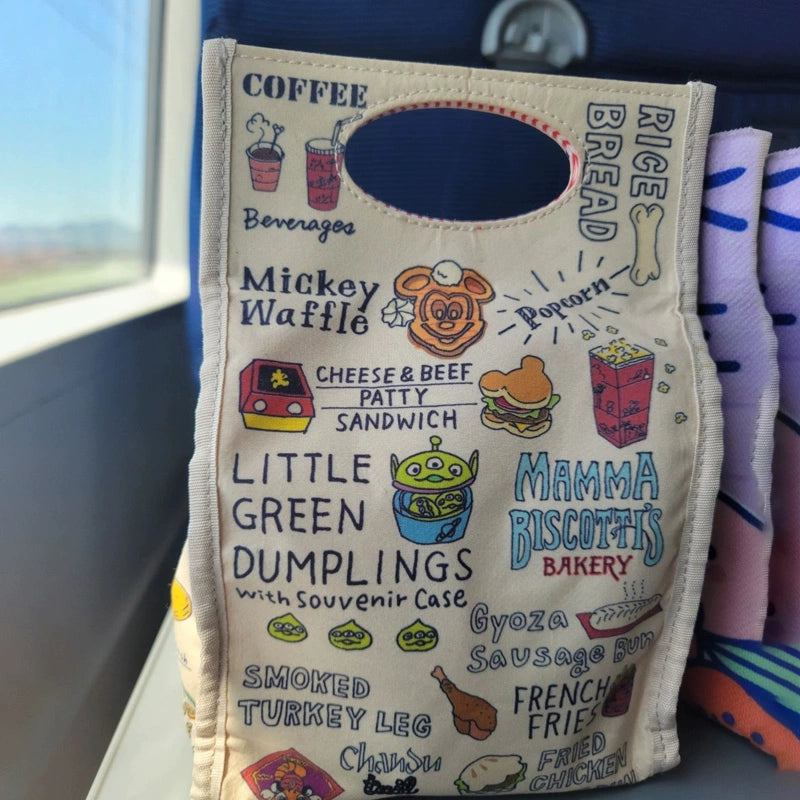 COFFEE
Beverages
RICE
BREAD
Mickey
Waffle
Popcorn
CHEESE & BEEF
PATTY
SANDWICH
LITTLE
GREEN
DUMPLINGS
with Souvenir Case
MAMMA
BISCOTTI'S
BAKERY
Gyoza
Sausage Bun
SMOKED
TURKEY LEG
FRENCH
FRIES
Chandu
tail
FRIED
CHICKEN